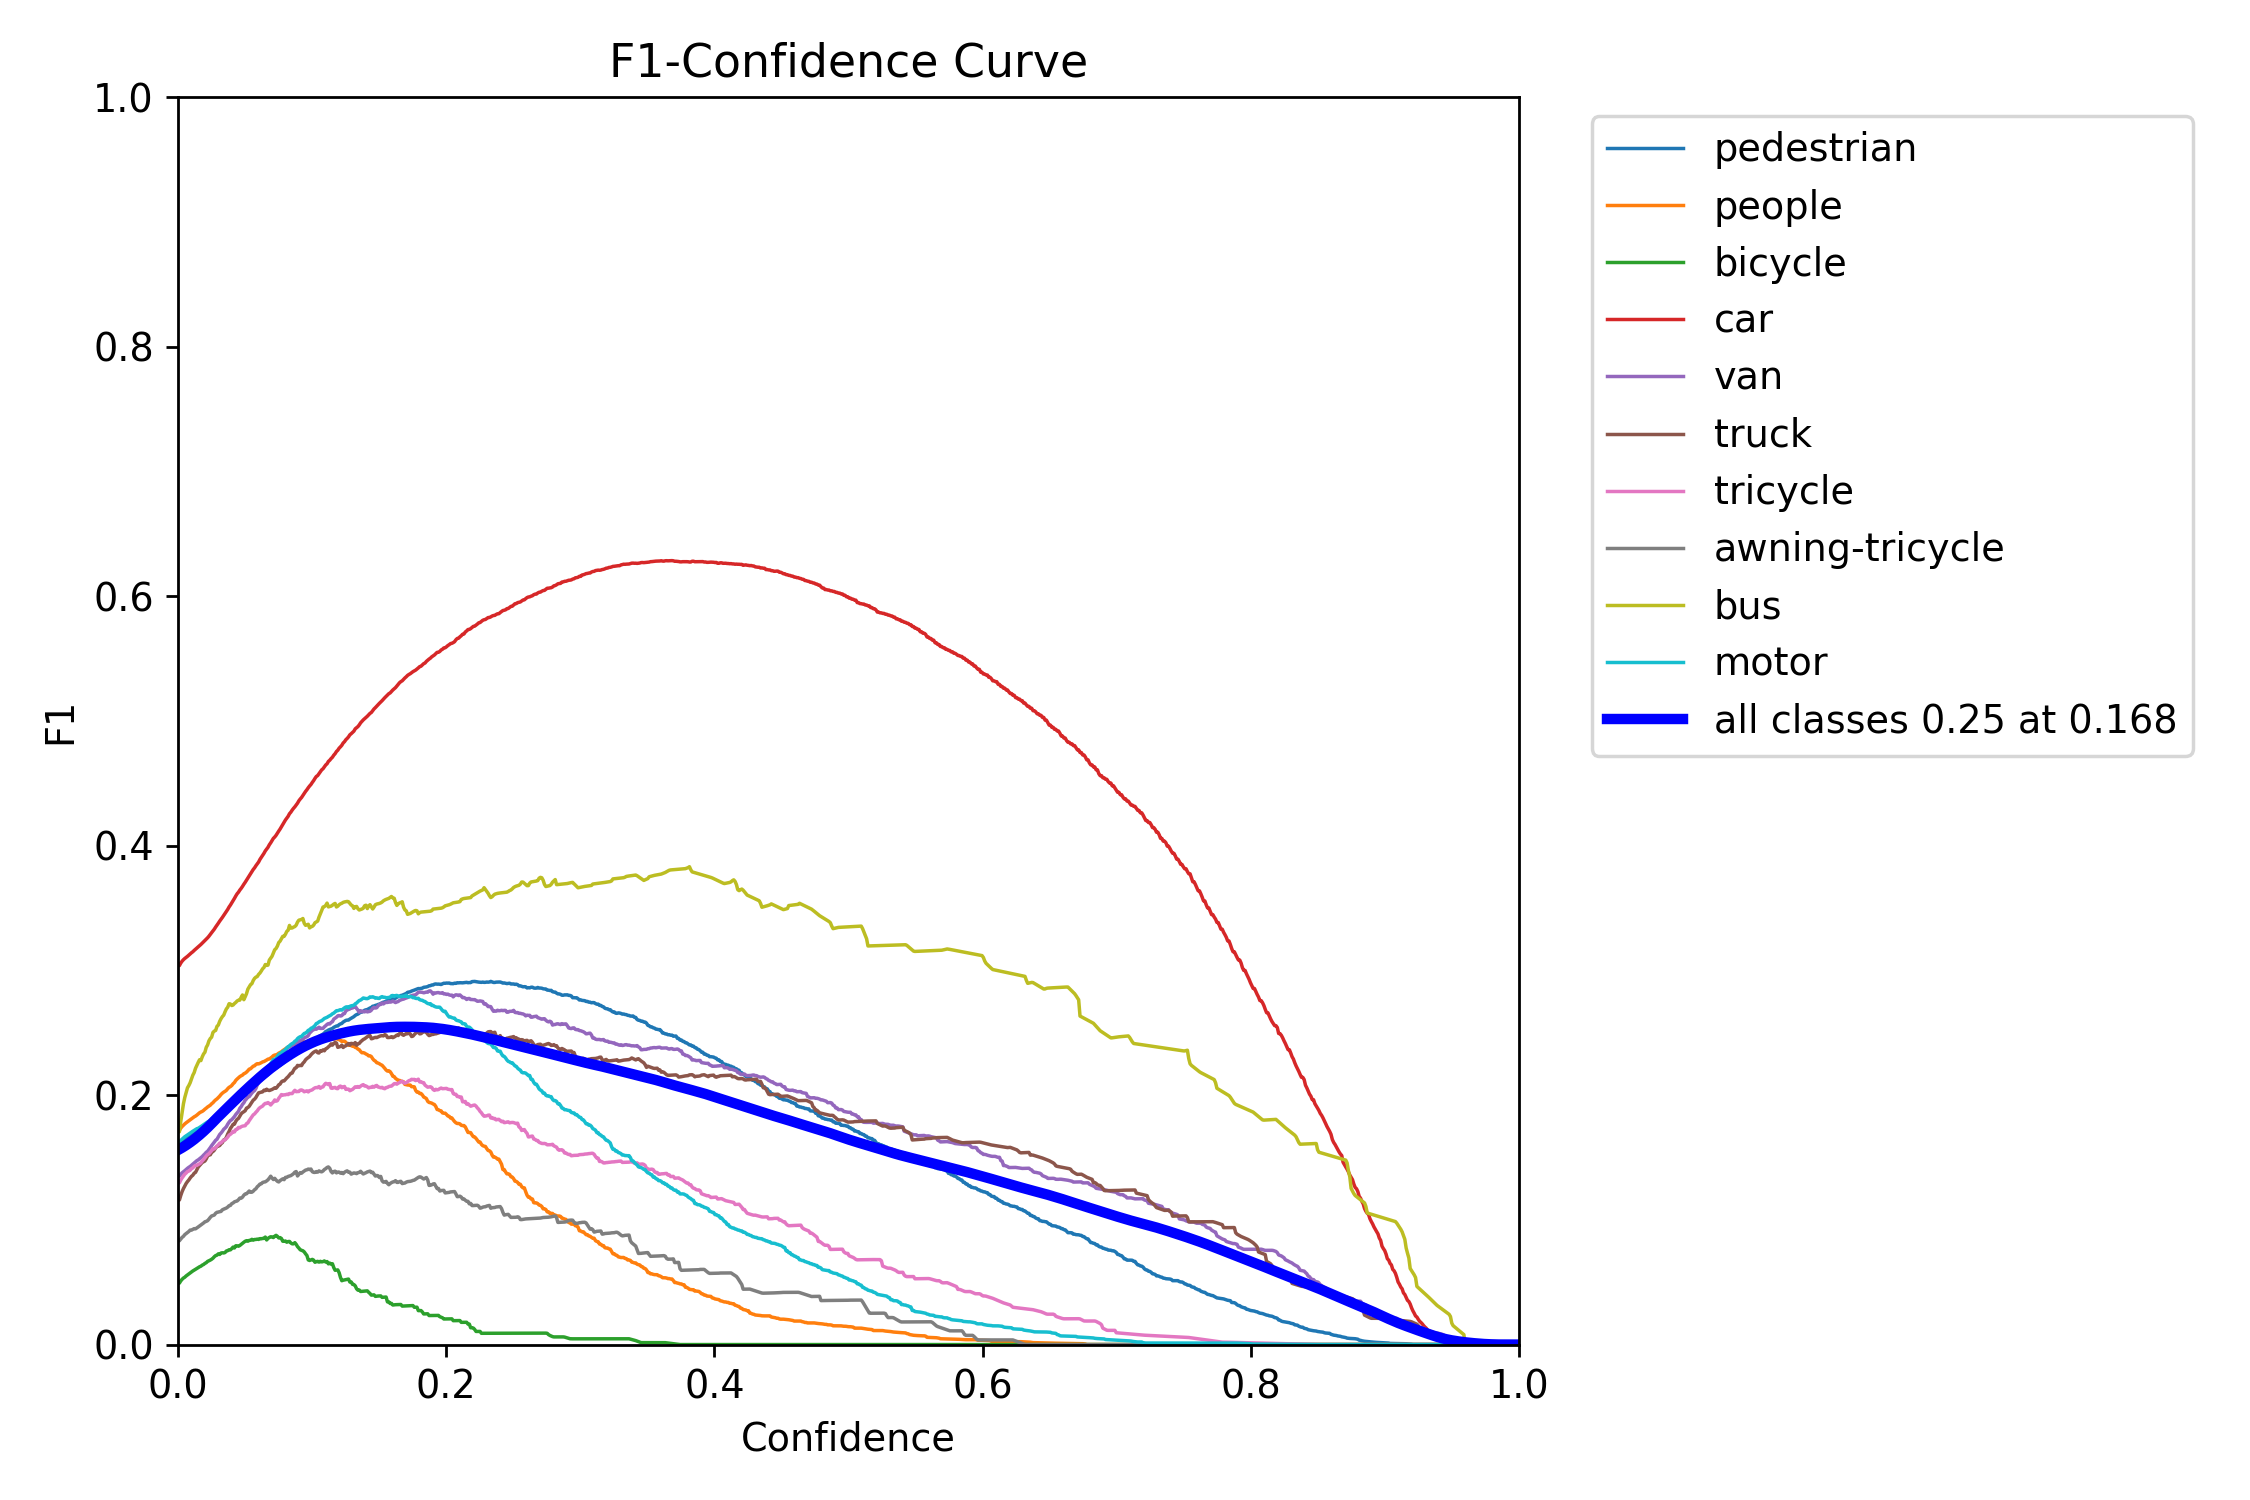 F1-Confidence Curve
1.0
0.8
0.6
0.4
0.2
0.0
F1
0.0 0.2 0.4 0.6 0.8 1.0
Confidence
pedestrian
people
bicycle
car
van
truck
tricycle
awning-tricycle
bus
motor
all classes 0.25 at 0.168